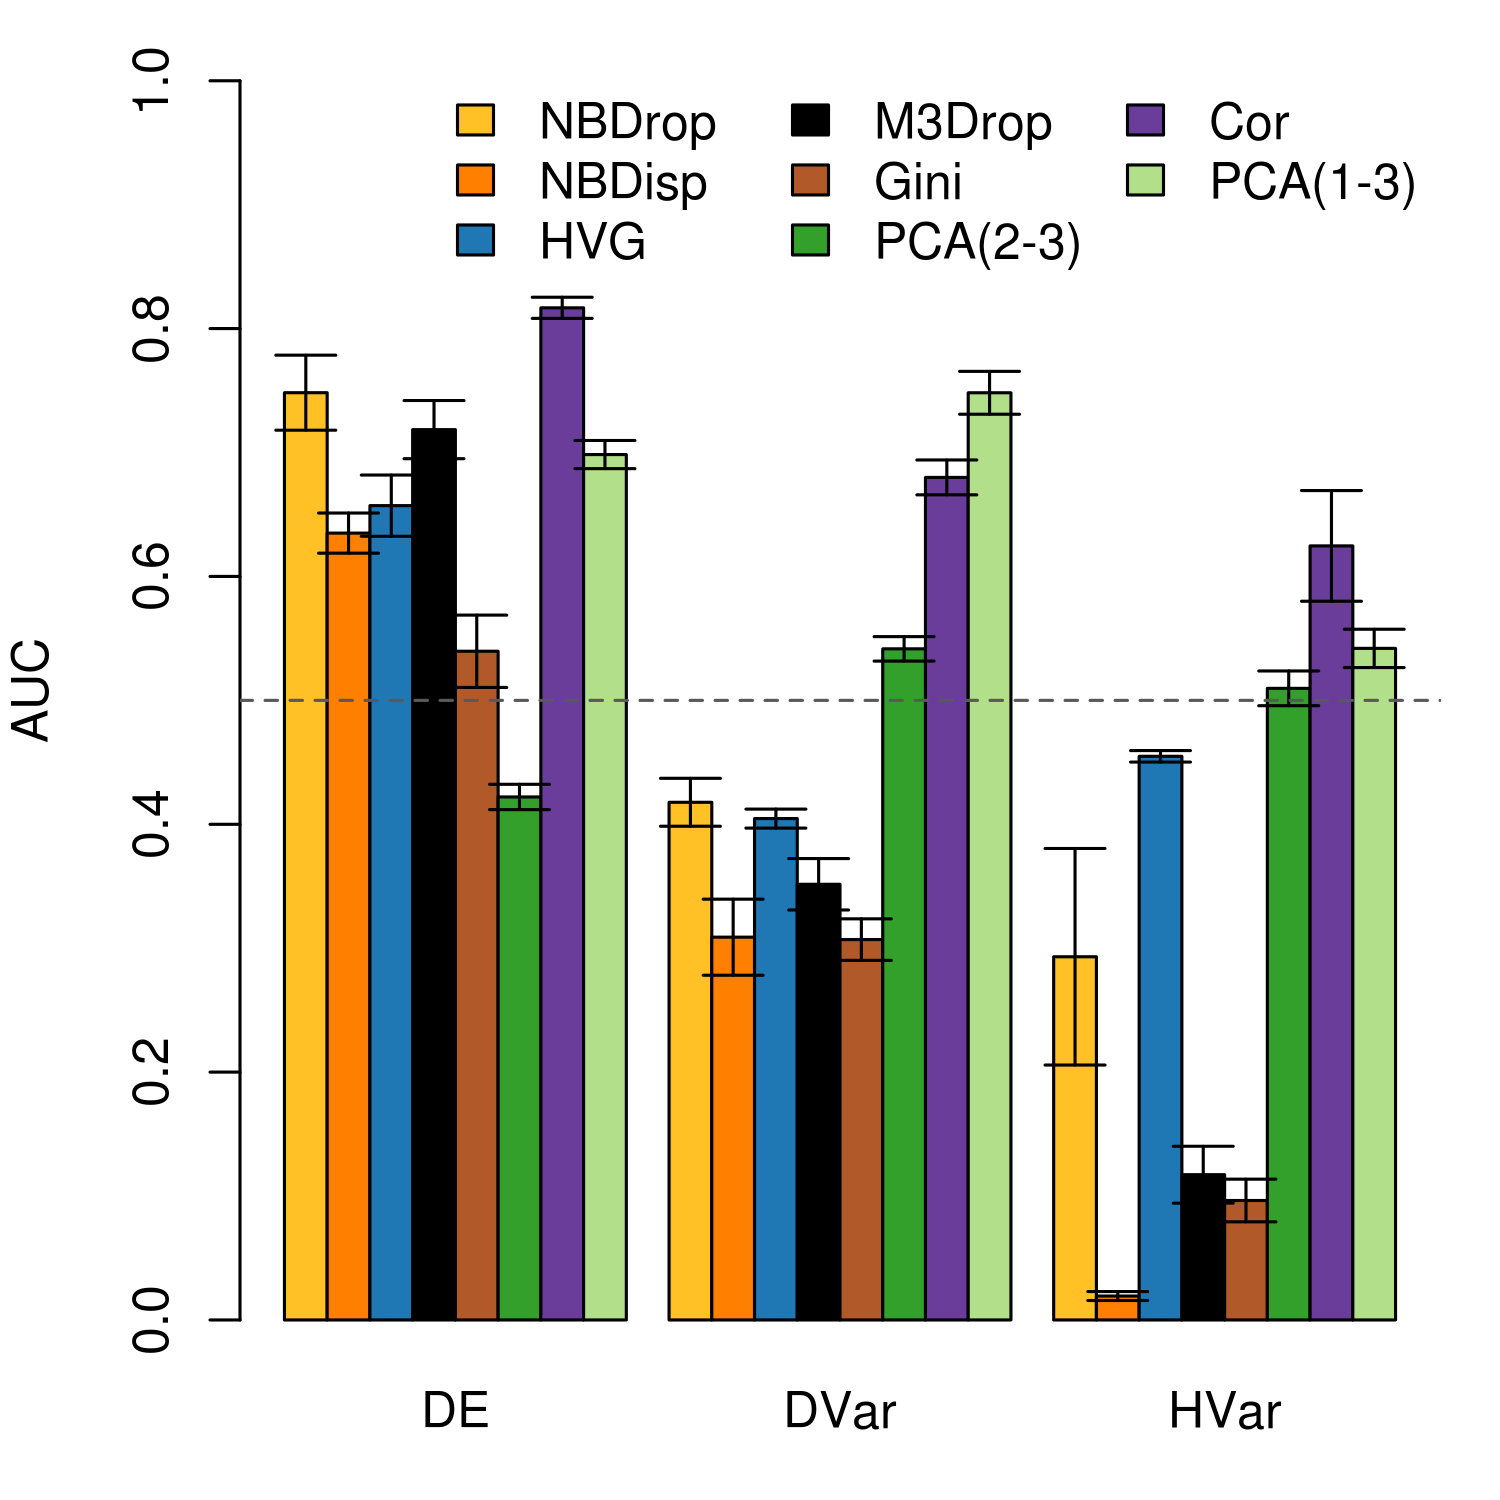 1.0
0.8
0.6
0.4
0.2
0.0
AUC
NBDrop
NBDisp
HVG
M3Drop
Gini
PCA(2-3)
Cor
PCA(1-3)
DE
DVar
HVar